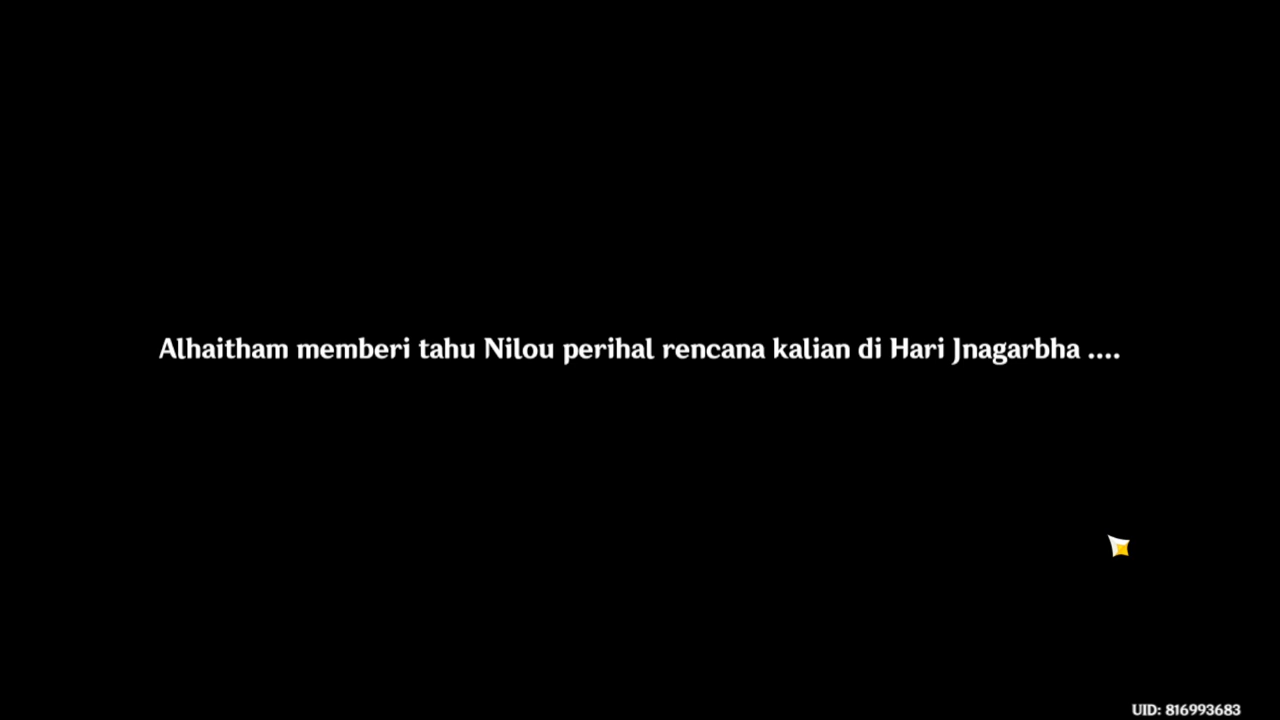 Alhaitham memberi tahu Nilou perihal rencana kalian di Hari Jnagarbha ....
UID: 816993683